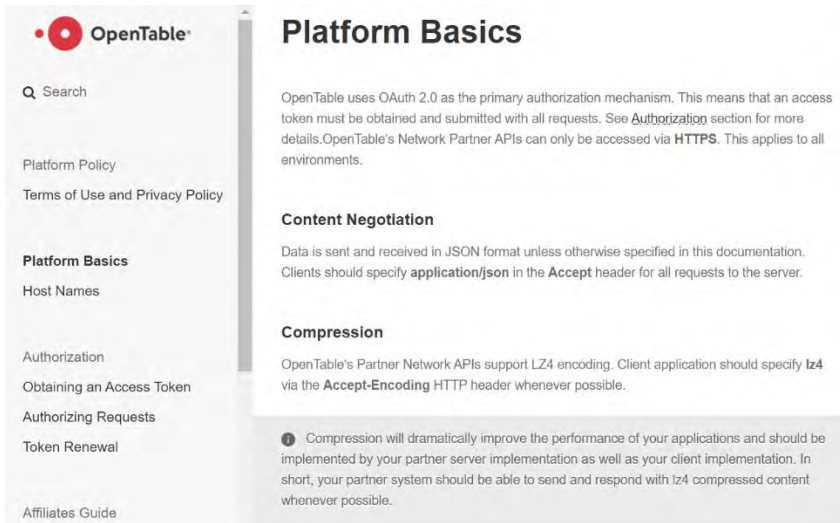 OpenTable®
Search
Platform Policy
Terms of Use and Privacy Policy
Platform Basics
Host Names
Authorization
Obtaining an Access Token
Authorizing Requests
Token Renewal
Affiliates Guide
Platform Basics
OpenTable uses OAuth 2.0 as the primary authorization mechanism. This means that an access
token must be obtained and submitted with all requests. See Authorization section for more
details.OpenTable's Network Partner APIs can only be accessed via HTTPS. This applies to all
environments.
Content Negotiation
Data is sent and received in JSON format unless otherwise specified in this documentation.
Clients should specify application/json in the Accept header for all requests to the server.
Compression
OpenTable's Partner Network APIs support LZ4 encoding. Client application should specify lz4
via the Accept-Encoding HTTP header whenever possible.
Compression will dramatically improve the performance of your applications and should be
implemented by your partner server implementation as well as your client implementation. In
short, your partner system should be able to send and respond with lz4 compressed content
whenever possible.